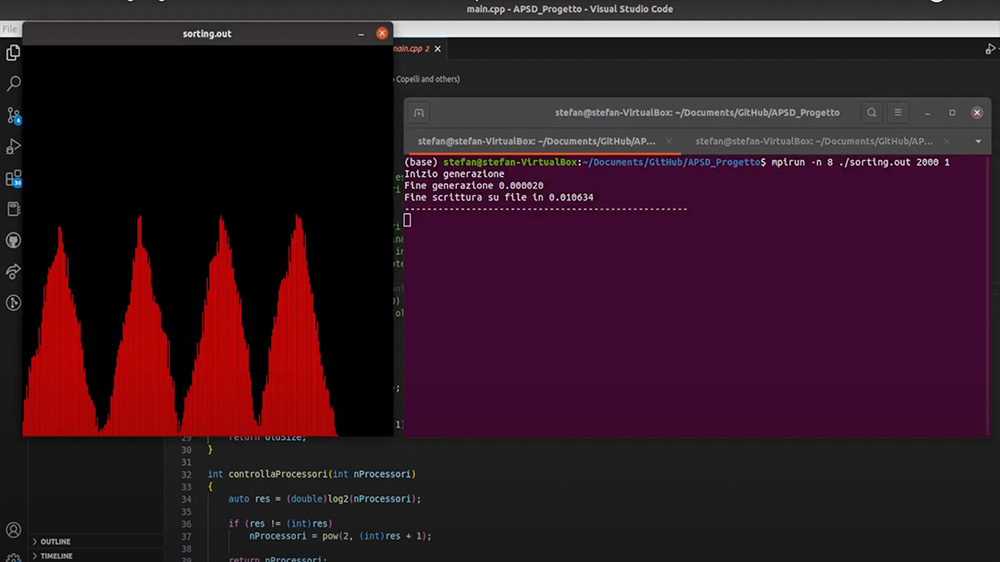 main.cpp - APSD_Progetto - Visual Studio Code
File
sorting.out
main.cpp 2
Copelli and others)
stefan@stefan-VirtualBox: ~/Documents/GitHub/APSD_Progetto
stefan@stefan-VirtualBox: ~/Documents/GitHub/AP...
stefan@stefan-VirtualBox: ~/Documents/GitHub/APSD_...
(base) stefan@stefan-VirtualBox:~/Documents/GitHub/APSD_Progetto$ mpirun -n 8 ./sorting.out 2000 1
Inizio generazione
Fine generazione 0.000020
Fine scrittura su file in 0.010634
--------------------------------------------------
29 return oldsize;
30 }
31
32 int controllaProcessori(int nProcessori)
33 {
34 auto res = (double)log2(nProcessori);
35
36 if (res != (int)res)
37 nProcessori = pow(2, (int)res + 1);
38
39 return nProcessori;
OUTLINE
TIMELINE